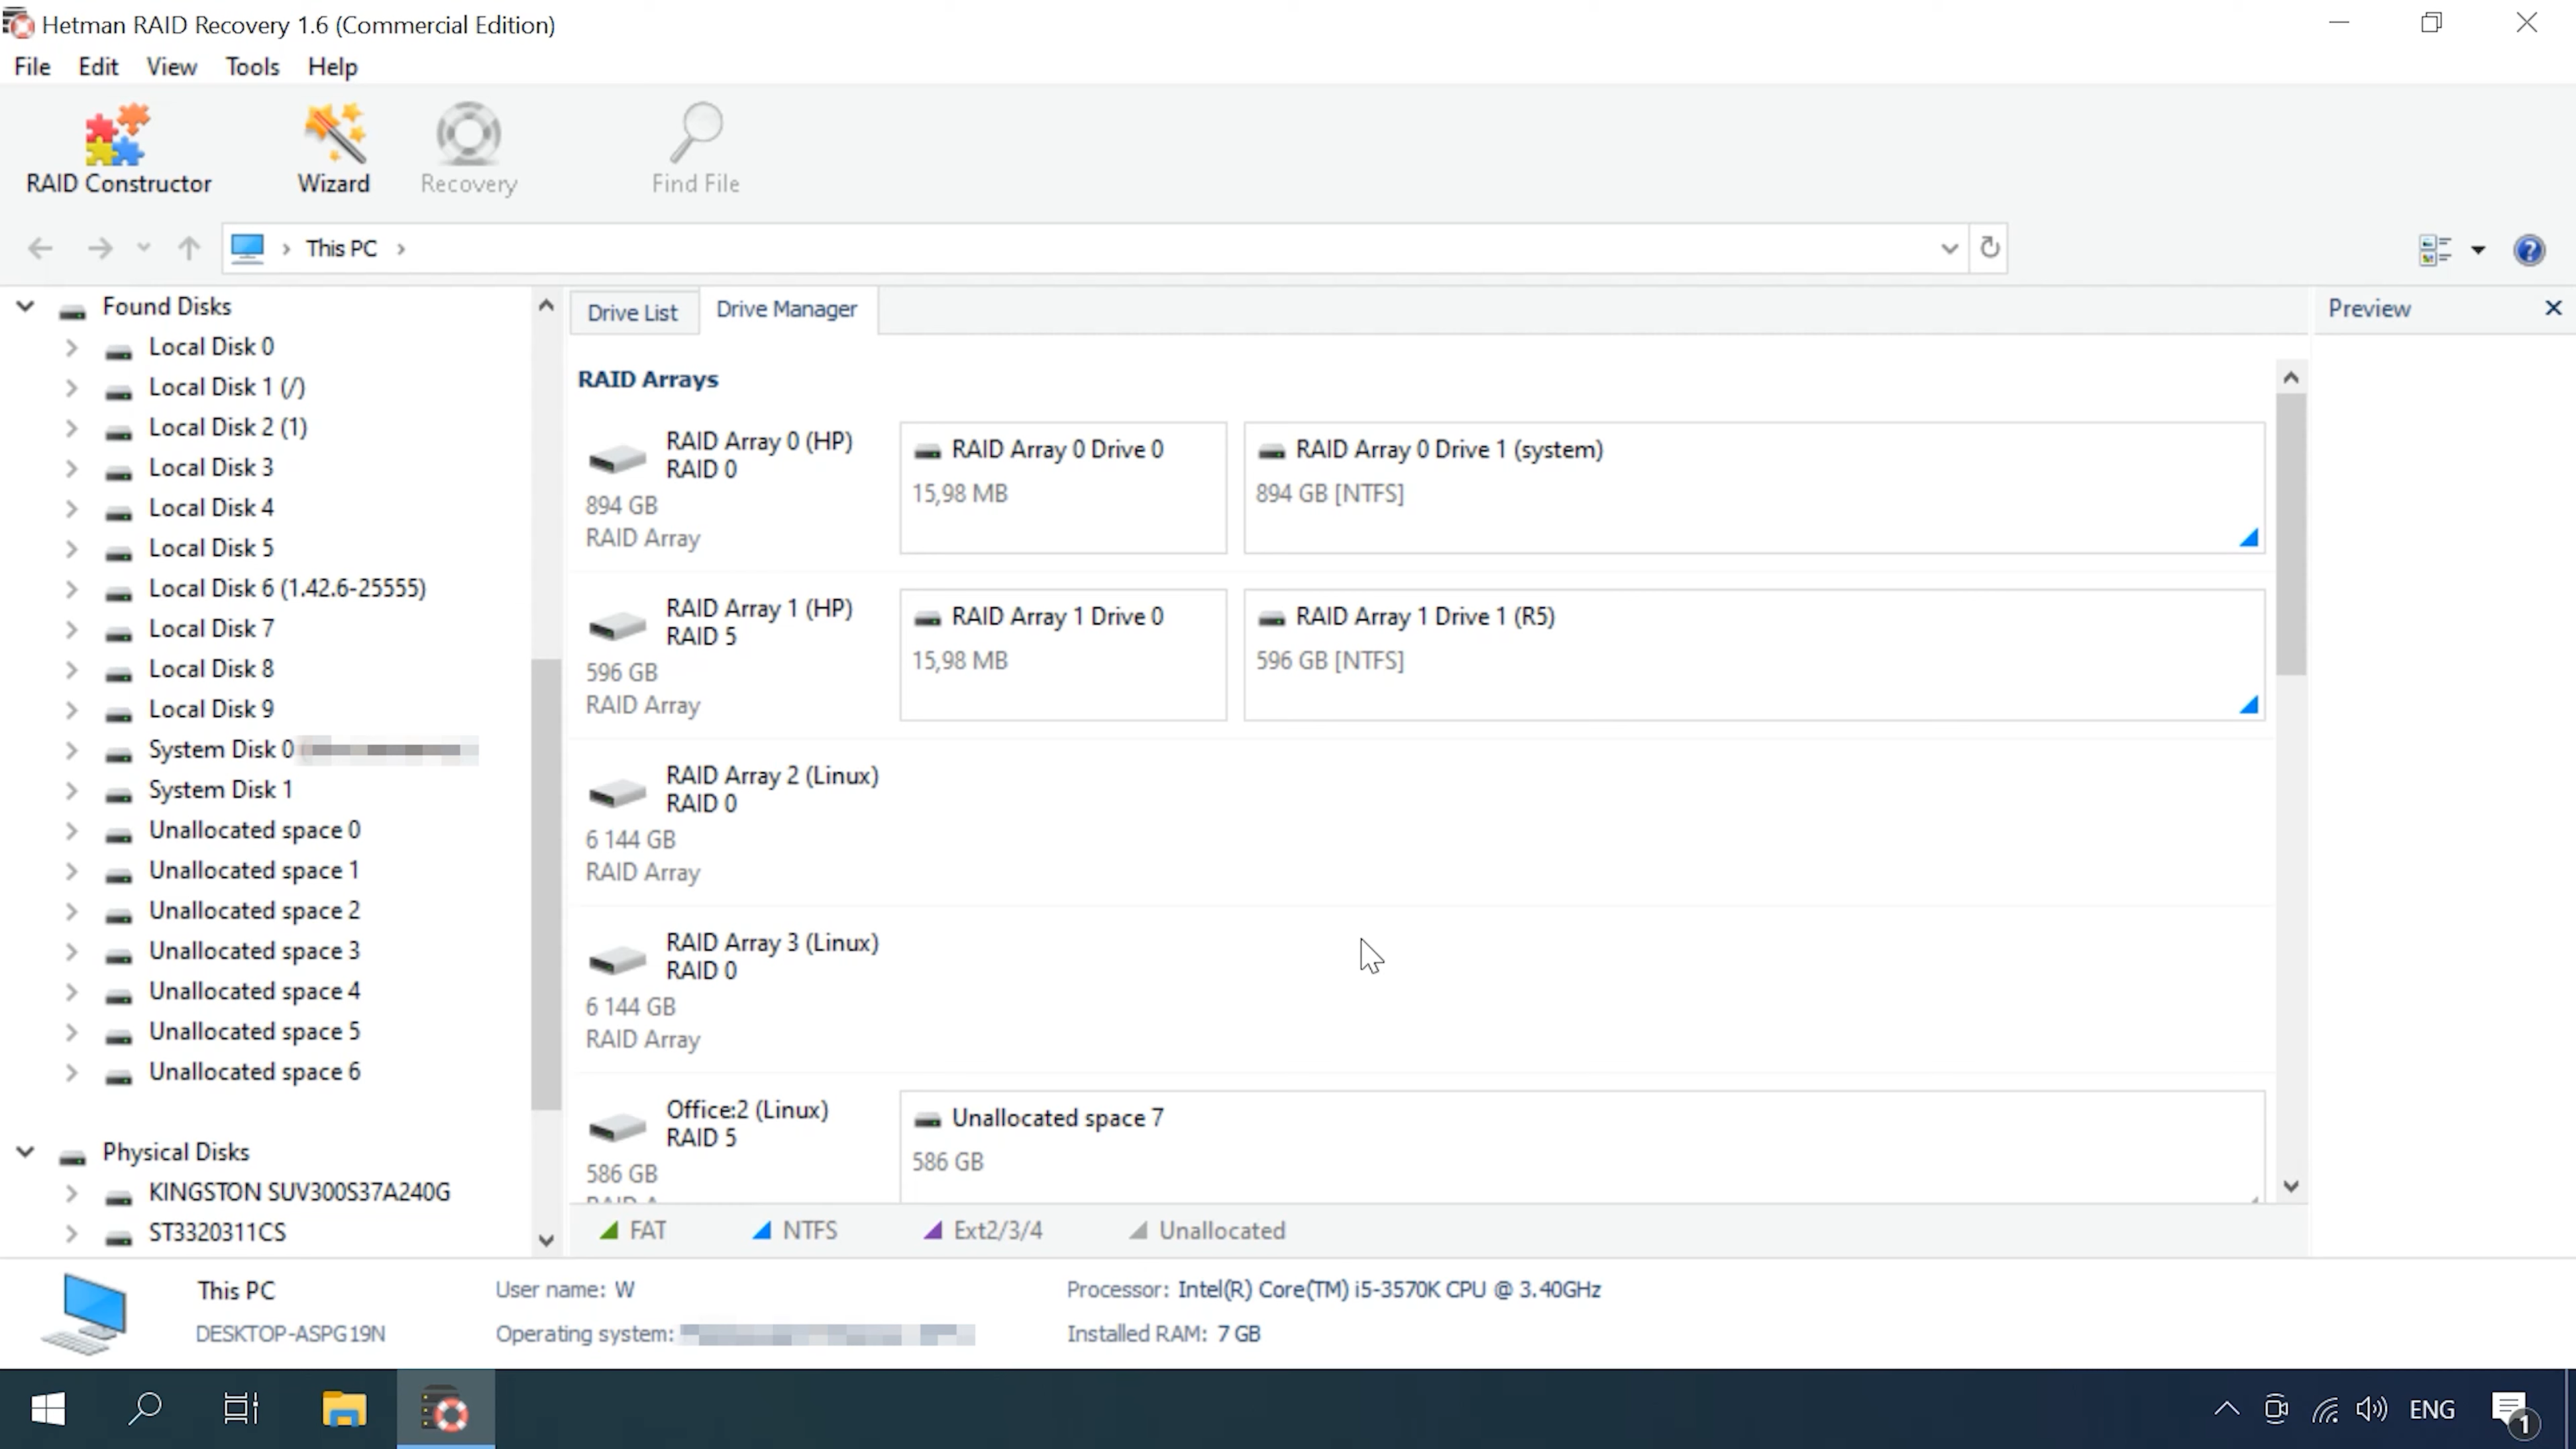 Hetman RAID Recovery 1.6 (Commercial Edition)
File Edit View Tools Help
RAID Constructor Wizard Recovery Find File
This PC
Found Disks
Local Disk 0
Local Disk 1 (/)
Local Disk 2 (1)
Local Disk 3
Local Disk 4
Local Disk 5
Local Disk 6 (1.42.6-25555)
Local Disk 7
Local Disk 8
Local Disk 9
System Disk 0
System Disk 1
Unallocated space 0
Unallocated space 1
Unallocated space 2
Unallocated space 3
Unallocated space 4
Unallocated space 5
Unallocated space 6
Physical Disks
KINGSTON SUV300S37A240G
ST3320311CS
Drive List Drive Manager
RAID Arrays
RAID Array 0 (HP)
RAID 0
894 GB
RAID Array
RAID Array 0 Drive 0
15,98 MB
RAID Array 0 Drive 1 (system)
894 GB [NTFS]
RAID Array 1 (HP)
RAID 5
596 GB
RAID Array
RAID Array 1 Drive 0
15,98 MB
RAID Array 1 Drive 1 (R5)
596 GB [NTFS]
RAID Array 2 (Linux)
RAID 0
6 144 GB
RAID Array
RAID Array 3 (Linux)
RAID 0
6 144 GB
RAID Array
Office:2 (Linux)
RAID 5
586 GB
Unallocated space 7
586 GB
FAT NTFS Ext2/3/4 Unallocated
Preview
This PC
DESKTOP-ASPG19N
User name: W
Operating system:
Processor: Intel(R) Core(TM) i5-3570K CPU @ 3.40GHz
Installed RAM: 7 GB
ENG
1